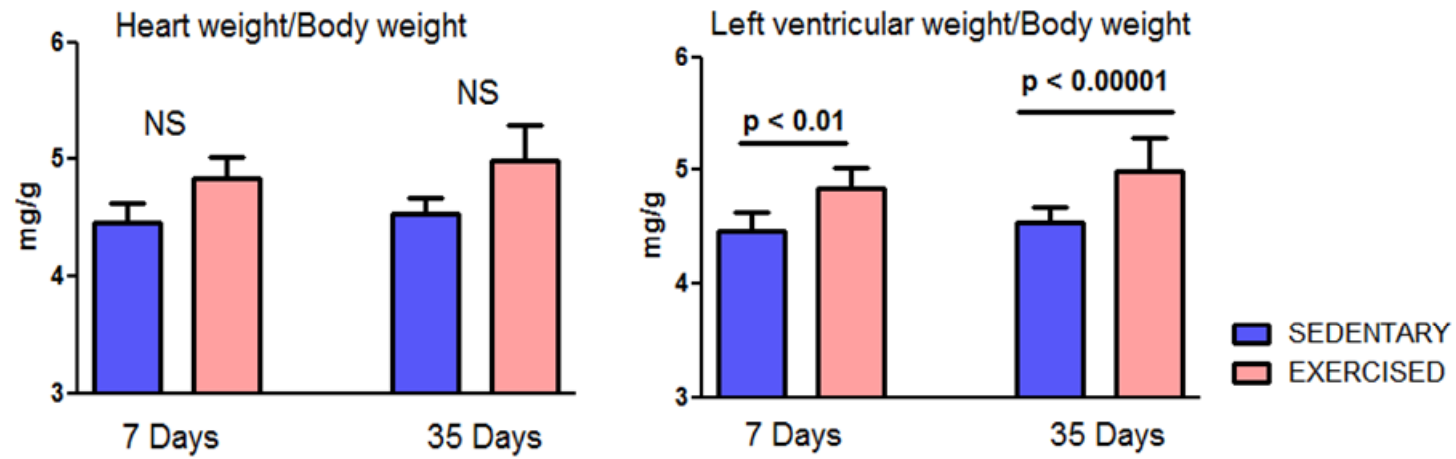 Heart weight/Body weight
6
5
4
3
mg/g
NS
NS
7 Days
35 Days
Left ventricular weight/Body weight
6
5
4
3
mg/g
p < 0.01
p < 0.00001
7 Days
35 Days
SEDENTARY
EXERCISED